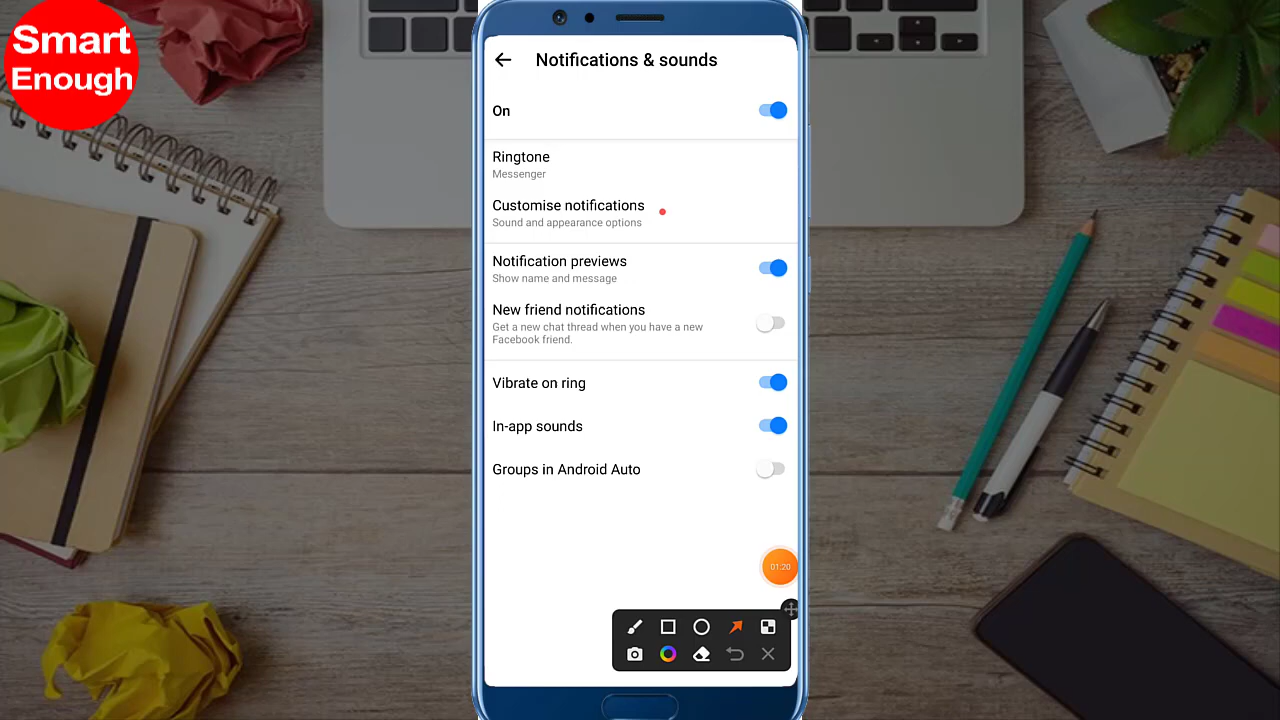 Smart
Enough
Notifications & sounds
On
Ringtone
Messenger
Customise notifications
Sound and appearance options
Notification previews
Show name and message
New friend notifications
Get a new chat thread when you have a new
Facebook friend.
Vibrate on ring
In-app sounds
Groups in Android Auto
01:20